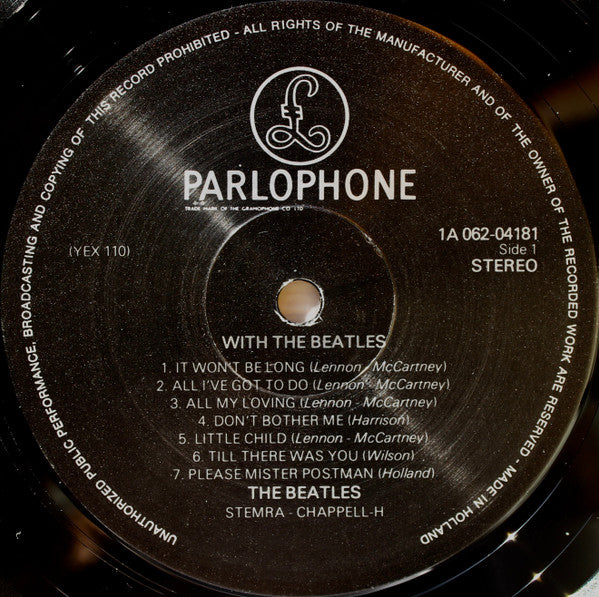 UNAUTHORIZED PUBLIC PERFORMANCE, BROADCASTING AND COPYING OF THIS RECORD PROHIBITED - ALL RIGHTS OF THE MANUFACTURER AND OF THE OWNER OF THE RECORDED WORK ARE RESERVED - MADE IN HOLLAND
£
PARLOPHONE
TRADE MARK OF THE GRAMOPHONE CO LTD
1A 062-04181
(YEX 110)
Side 1
STEREO
WITH THE BEATLES
1. IT WON'T BE LONG (Lennon - McCartney)
2. ALL I'VE GOT TO DO (Lennon - McCartney)
3. ALL MY LOVING (Lennon - McCartney)
4. DON'T BOTHER ME (Harrison)
5. LITTLE CHILD (Lennon - McCartney)
6. TILL THERE WAS YOU (Wilson)
7. PLEASE MISTER POSTMAN (Holland)
THE BEATLES
STEMRA - CHAPPELL-H